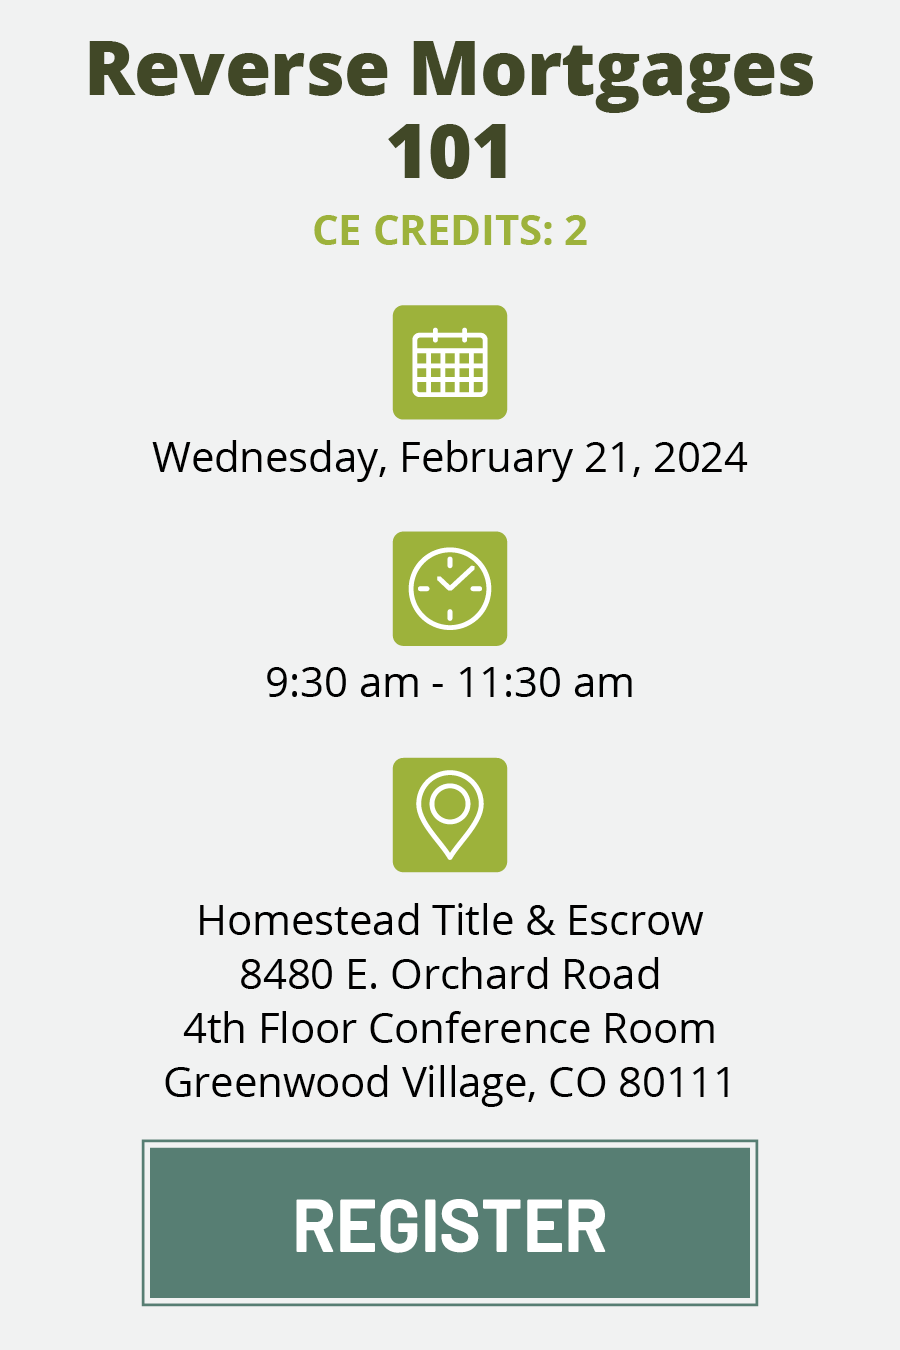 Reverse Mortgages
101
CE CREDITS: 2
Wednesday, February 21, 2024
9:30 am - 11:30 am
Homestead Title & Escrow
8480 E. Orchard Road
4th Floor Conference Room
Greenwood Village, CO 80111
REGISTER